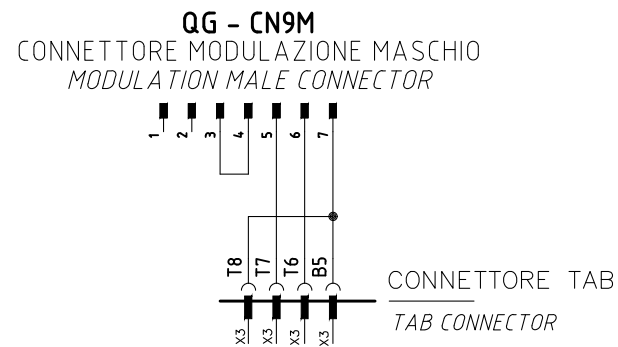 QG - CN9M
CONNETTORE MODULAZIONE MASCHIO
MODULATION MALE CONNECTOR
1 2 3 4 5 6 7
T8 T7 T6 B5
CONNETTORE TAB
TAB CONNECTOR
X3 X3 X3 X3